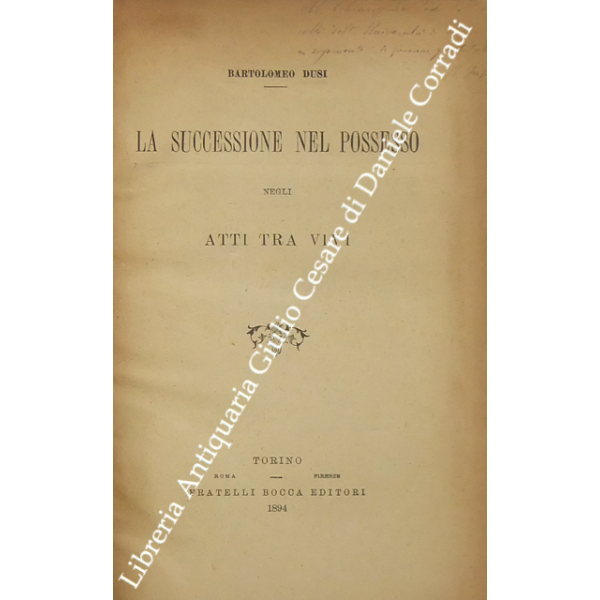 BARTOLOMEO DUSI
LA SUCCESSIONE NEL POSSESSO
NEGLI
ATTI TRA VIVI
TORINO
ROMA — FIRENZE
FRATELLI BOCCA EDITORI
1894
Libreria Antiquaria Giulio Cesare di Daniele Corradi